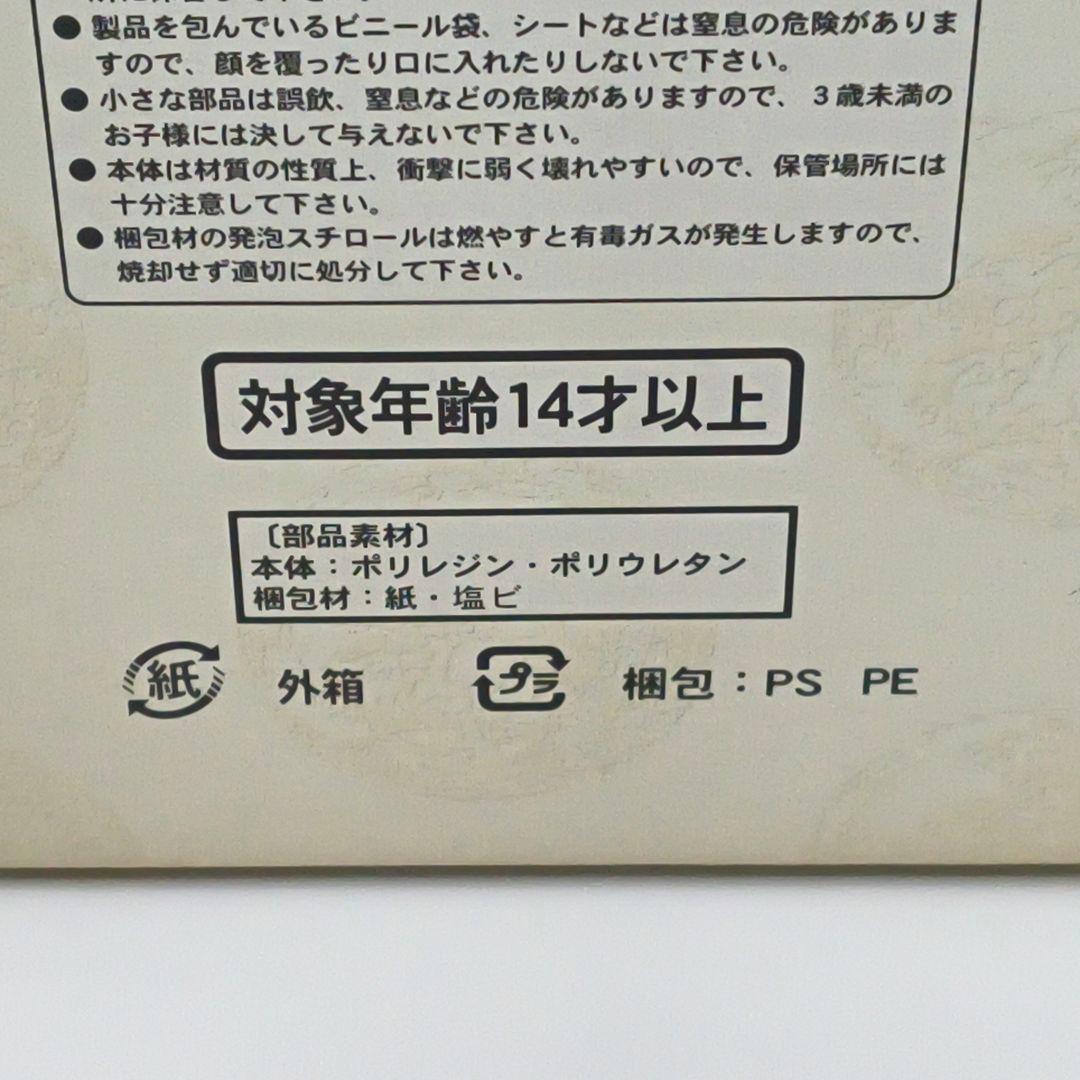 ● 製品を包んでいるビニール袋、シートなどは窒息の危険がありま
すので、顔を覆ったり口に入れたりしないで下さい。
● 小さな部品は誤飲、窒息などの危険がありますので、3歳未満の
お子様には決して与えないで下さい。
● 本体は材質の性質上、衝撃に弱く壊れやすいので、保管場所には
十分注意して下さい。
● 梱包材の発泡スチロールは燃やすと有毒ガスが発生しますので、
焼却せず適切に処分して下さい。
対象年齢14才以上
〔部品素材〕
本体：ポリレジン・ポリウレタン
梱包材：紙・塩ビ
紙 外箱 プラ 梱包：PS PE